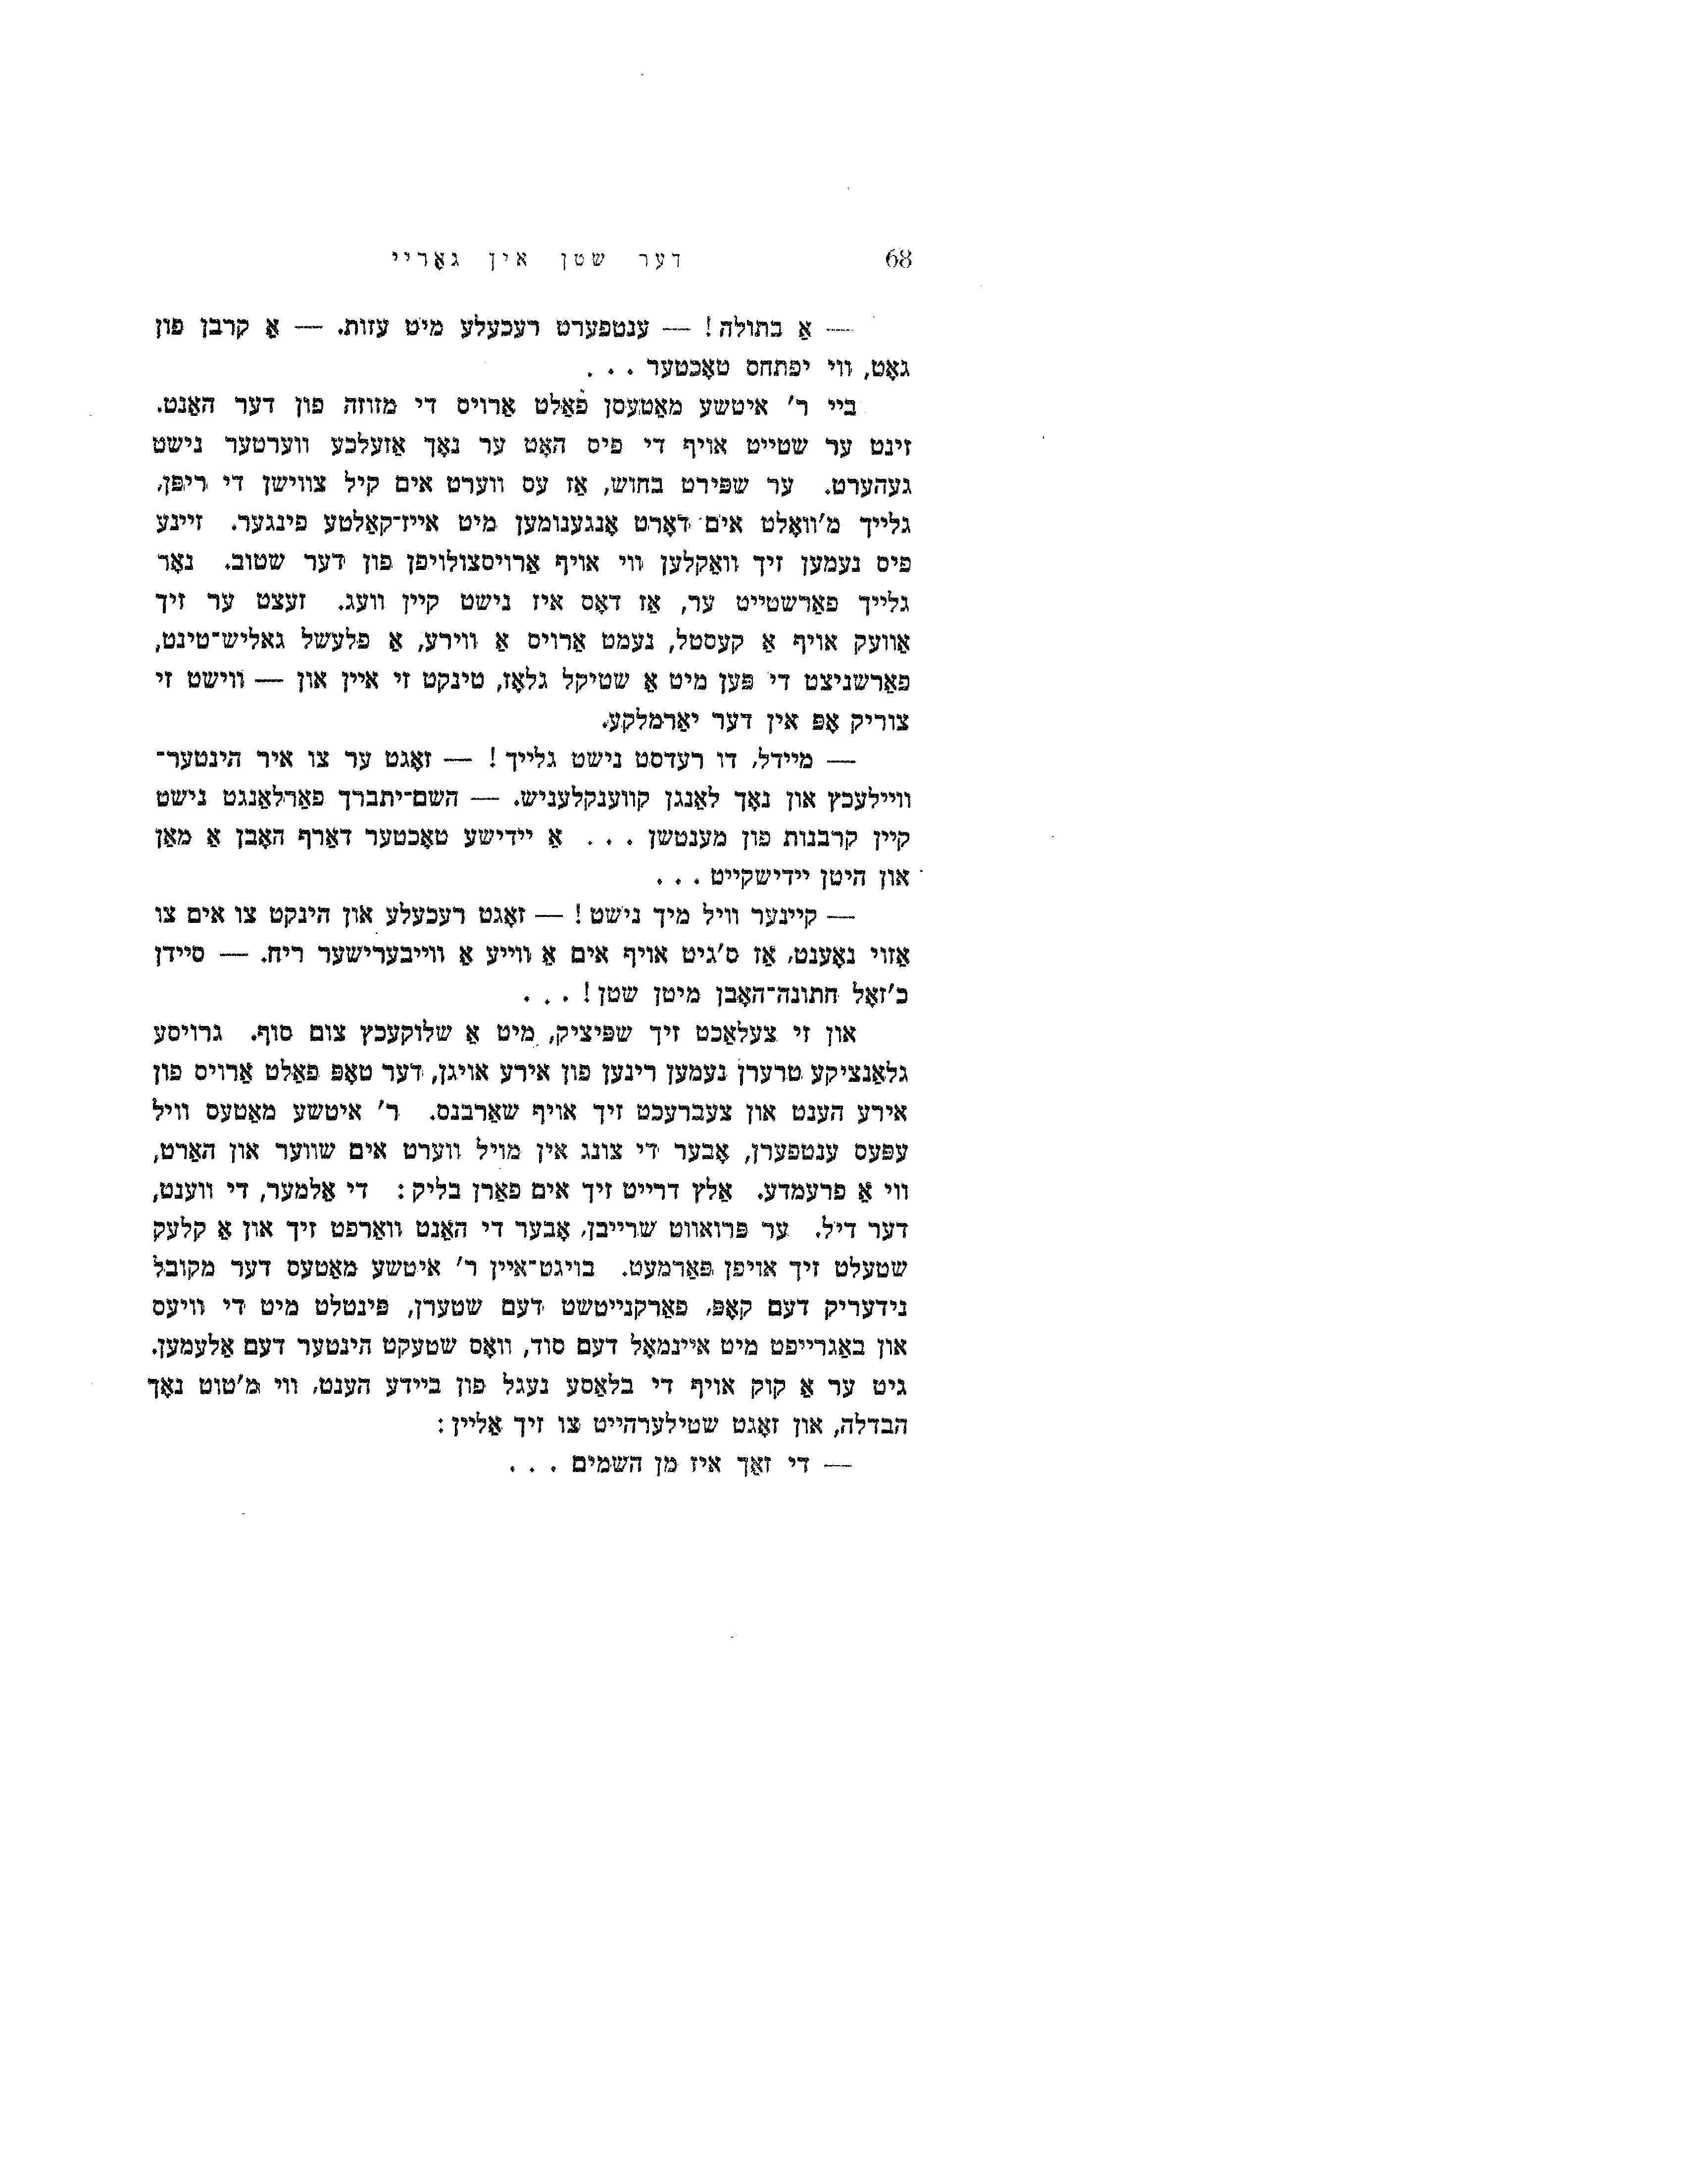 68 דער שטן אין גאָריי
— אַ בתולה! — ענטפערט רעכעלע מיט עזות. — אַ קרבן פון
גאָט, ווי יפתחס טאָכטער . . .
ביי ר' איטשע מאַטעסן פאַלט אַרויס די מזוזה פון דער האַנט.
זינט ער שטייט אויף די פיס האָט ער נאָך אַזעלכע ווערטער נישט
געהערט. ער שפּירט בחוש, אַז עס ווערט אים קיל צווישן די ריפּן,
גלייך מ'וואָלט אים דאָרט אָנגענומען מיט אייז־קאַלטע פינגער. זיינע
פיס נעמען זיך וואַקלען ווי אויף אַרויסצולויפן פון דער שטוב. נאָר
גלייך פאַרשטייט ער, אַז דאָס איז נישט קיין וועג. זעצט ער זיך
אַוועק אויף אַ קעסטל, נעמט אַרויס אַ ווירע, אַ פלעשל גאליש־טינט,
פאַרשניצט די פּען מיט אַ שטיקל גלאָז, טינקט זי איין און — ווישט זי
צוריק אָפּ אין דער יאַרמלקע.
— מיידל, דו רעדסט נישט גלייך! — זאָגט ער צו איר הינטער־
וויילעכץ און נאָך לאַנגן קווענקלעניש. — השם־יתברך פאַרלאַנגט נישט
קיין קרבנות פון מענטשן . . . אַ יידישע טאָכטער דאַרף האָבן אַ מאַן
און היטן יידישקייט . . .
— קיינער וויל מיך נישט! — זאָגט רעכעלע און הינקט צו אים צו
אַזוי נאָענט, אַז ס'גיט אויף אים אַ ווייע אַ ווייבערישער ריח. — סיידן
כ'זאָל חתונה־האָבן מיטן שטן! . . .
און זי צעלאַכט זיך שפּיציק, מיט אַ שלוקעכץ צום סוף. גרויסע
גלאַנציקע טרערן נעמען רינען פון אירע אויגן, דער טאָפּ פאַלט אַרויס פון
אירע הענט און צעברעכט זיך אויף שאַרבנס. ר' איטשע מאַטעס וויל
עפּעס ענטפערן, אָבער די צונג אין מויל ווערט אים שווער און האַרט,
ווי אַ פרעמדע. אַלץ דרייט זיך אים פאַרן בליק: די אַלמער, די ווענט,
דער דיל. ער פּרואווט שרייבן, אָבער די האַנט וואַרפט זיך און אַ קלעק
שטעלט זיך אויפן פּאַרמעט. בויגט־איין ר' איטשע מאַטעס דער מקובל
נידעריק דעם קאָפּ, פאַרקנייטשט דעם שטערן, פּינטלט מיט די וויעס
און באַגרייפט מיט איינמאָל דעם סוד, וואָס שטעקט הינטער דעם אַלעמען.
גיט ער אַ קוק אויף די בלאַסע נעגל פון ביידע הענט, ווי מ'טוט נאָך
הבדלה, און זאָגט שטילערהייט צו זיך אַליין:
— די זאַך איז מן השמים . . .